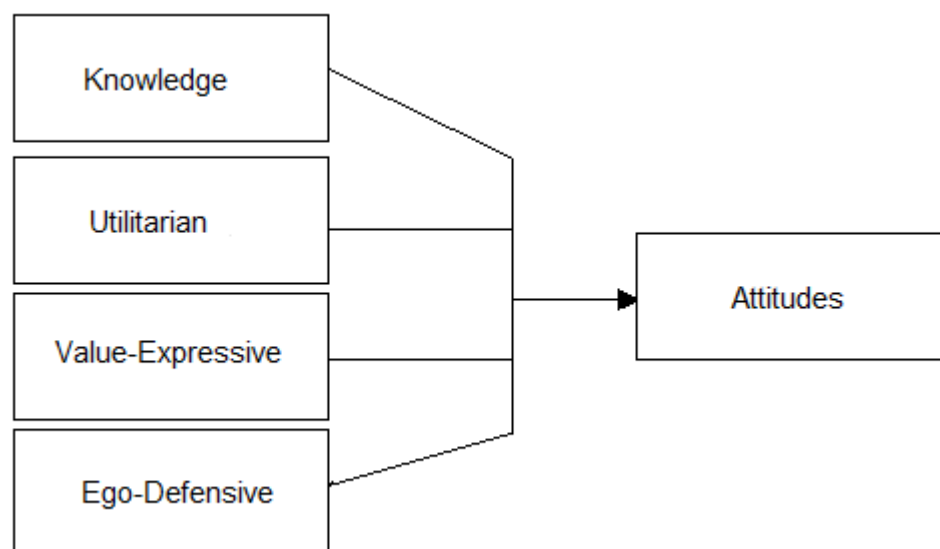 Knowledge
Utilitarian
Value-Expressive
Ego-Defensive
Attitudes